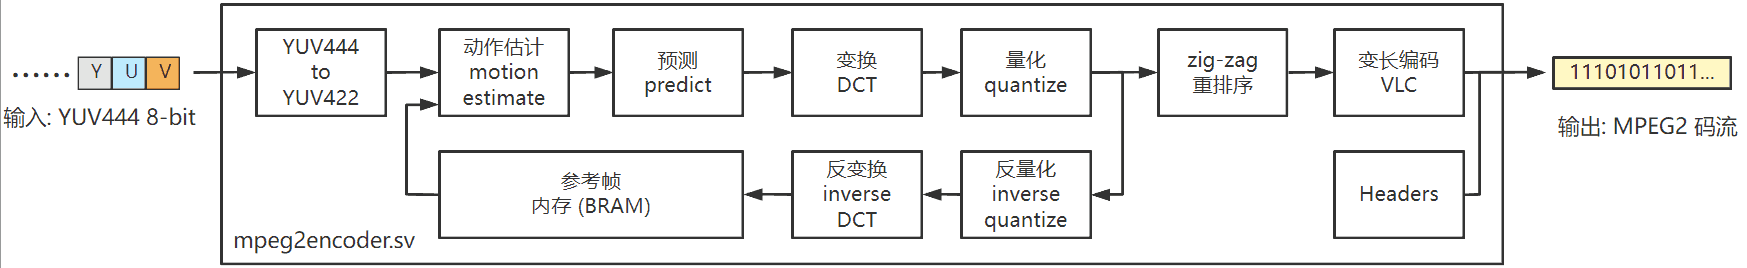 ...... Y U V
输入: YUV444 8-bit
YUV444
to
YUV422
动作估计
motion
estimate
预测
predict
变换
DCT
量化
quantize
zig-zag
重排序
变长编码
VLC
11101011011...
输出: MPEG2 码流
参考帧
内存 (BRAM)
反变换
inverse
DCT
反量化
inverse
quantize
Headers
mpeg2encoder.sv